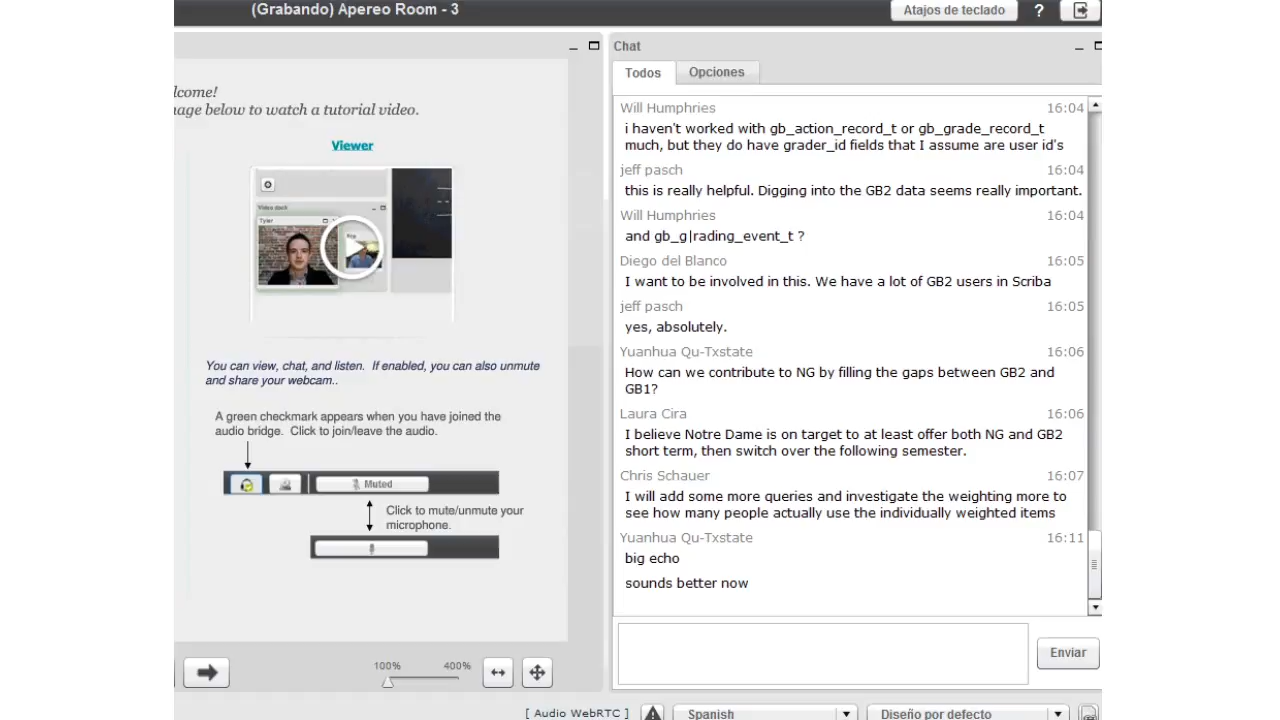 (Grabando) Apereo Room - 3
Atajos de teclado
?
lcome!
nage below to watch a tutorial video.
Viewer
Video dock
Tyler
You can view, chat, and listen. If enabled, you can also unmute
and share your webcam..
A green checkmark appears when you have joined the
audio bridge. Click to join/leave the audio.
Muted
Click to mute/unmute your
microphone.
100%
400%
Chat
Todos
Opciones
Will Humphries 16:04
i haven't worked with gb_action_record_t or gb_grade_record_t
much, but they do have grader_id fields that I assume are user id's
jeff pasch 16:04
this is really helpful. Digging into the GB2 data seems really important.
Will Humphries 16:04
and gb_g|rading_event_t ?
Diego del Blanco 16:05
I want to be involved in this. We have a lot of GB2 users in Scriba
jeff pasch 16:05
yes, absolutely.
Yuanhua Qu-Txstate 16:06
How can we contribute to NG by filling the gaps between GB2 and
GB1?
Laura Cira 16:06
I believe Notre Dame is on target to at least offer both NG and GB2
short term, then switch over the following semester.
Chris Schauer 16:07
I will add some more queries and investigate the weighting more to
see how many people actually use the individually weighted items
Yuanhua Qu-Txstate 16:11
big echo
sounds better now
Enviar
[ Audio WebRTC ]
Spanish
Diseño por defecto